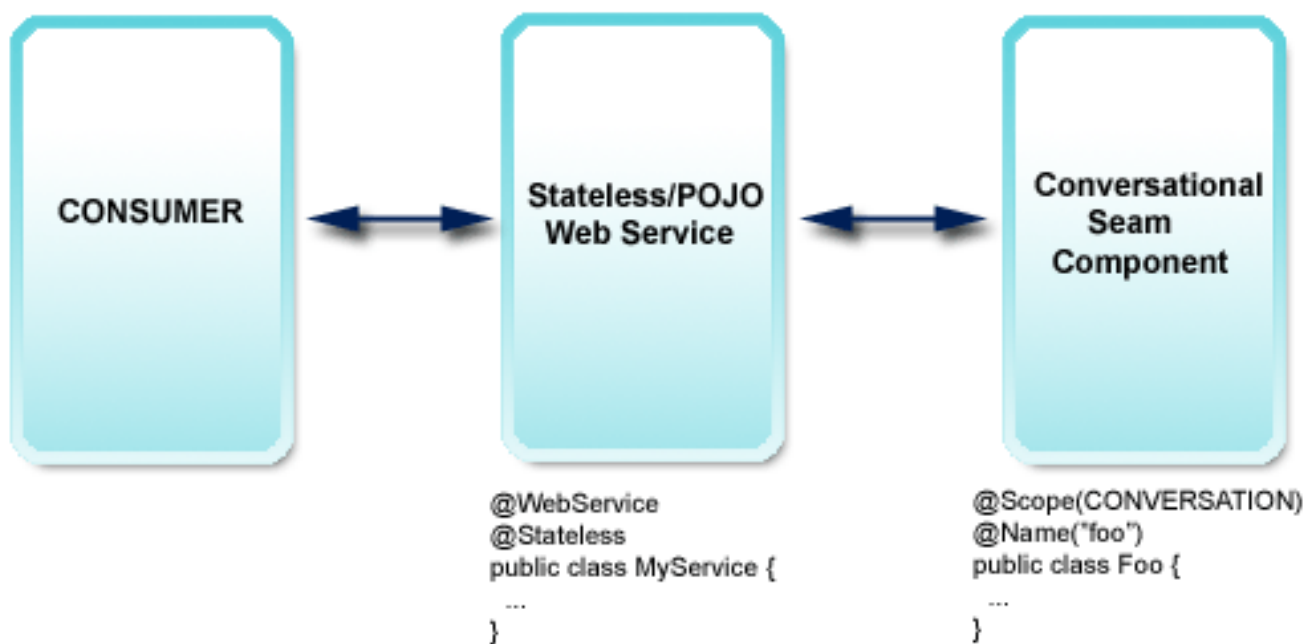 CONSUMER
Stateless/POJO
Web Service
Conversational
Seam
Component
@WebService
@Stateless
public class MyService {
...
}
@Scope(CONVERSATION)
@Name("foo")
public class Foo {
...
}